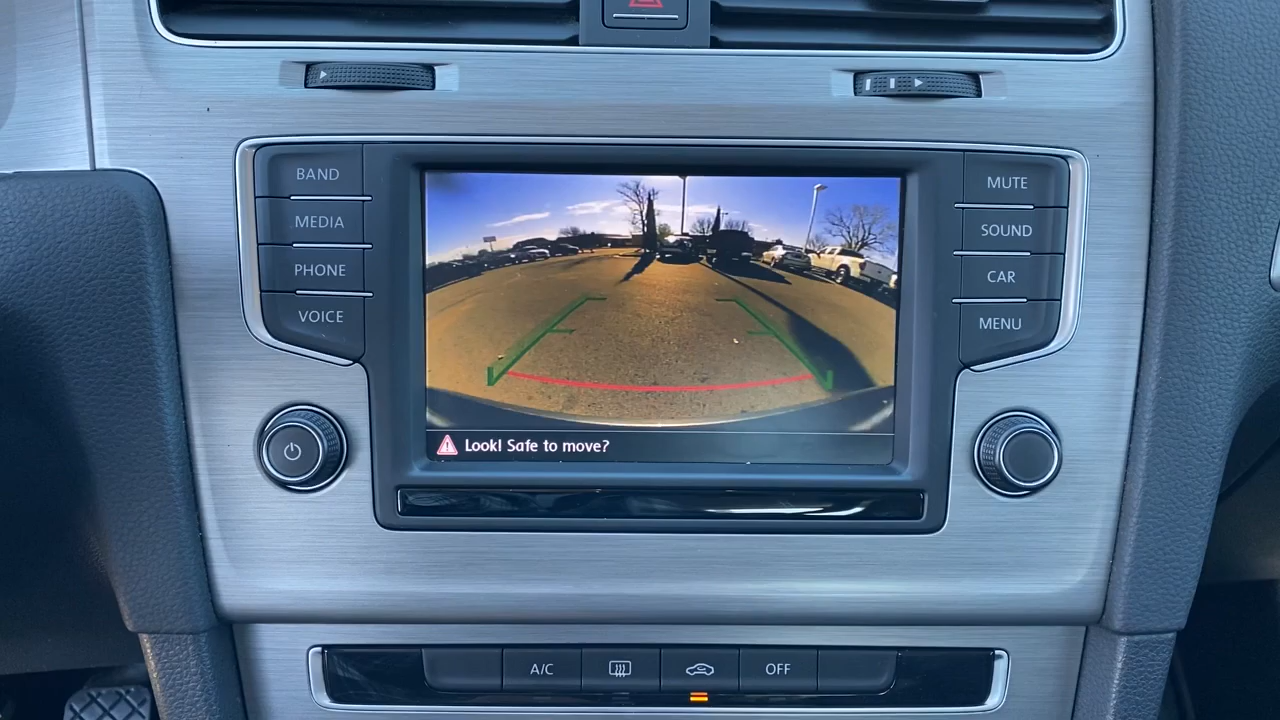 BAND
MEDIA
PHONE
VOICE
MUTE
SOUND
CAR
MENU
Look! Safe to move?
A/C
OFF